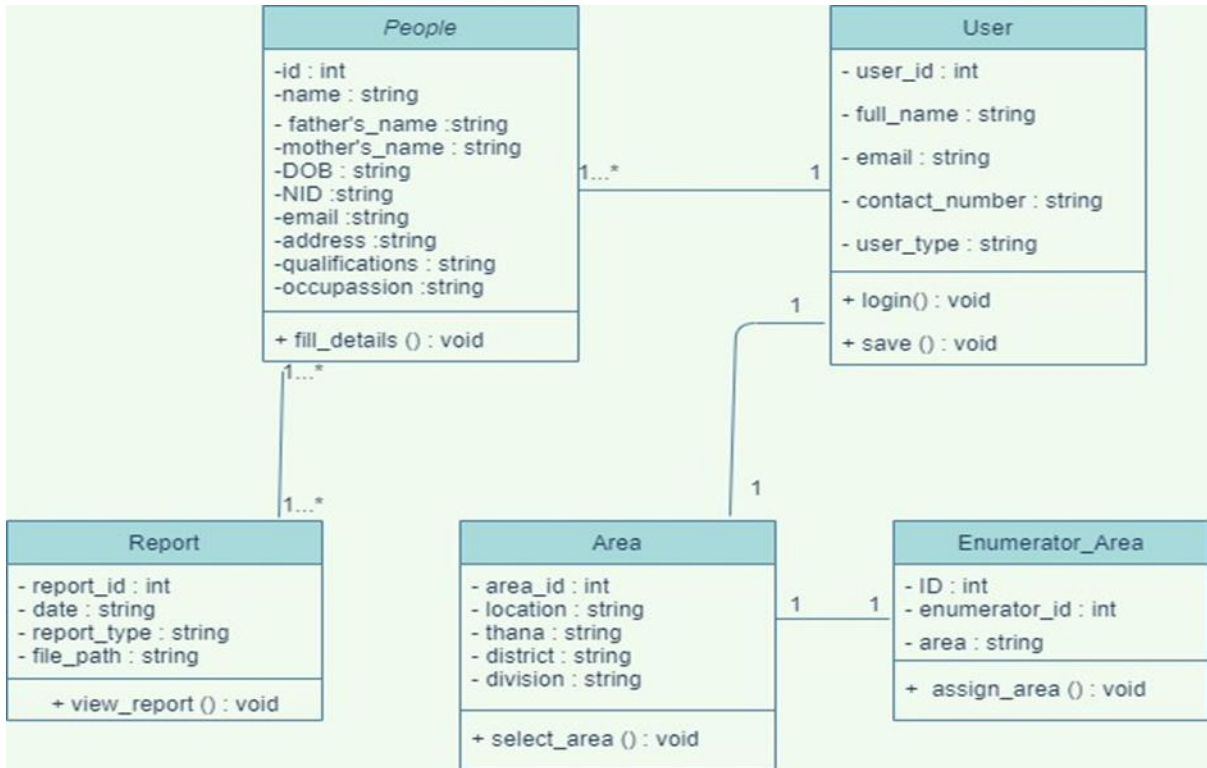 People
-id : int
-name : string
- father's_name :string
-mother's_name : string
-DOB : string
-NID :string
-email :string
-address :string
-qualifications : string
-occupassion :string
+ fill_details () : void
1...*
1
User
- user_id : int
- full_name : string
- email : string
- contact_number : string
- user_type : string
+ login() : void
+ save () : void
1
1
1...*
1...*
Report
- report_id : int
- date : string
- report_type : string
- file_path : string
+ view_report () : void
Area
- area_id : int
- location : string
- thana : string
- district : string
- division : string
+ select_area () : void
1
1
Enumerator_Area
- ID : int
- enumerator_id : int
- area : string
+ assign_area () : void